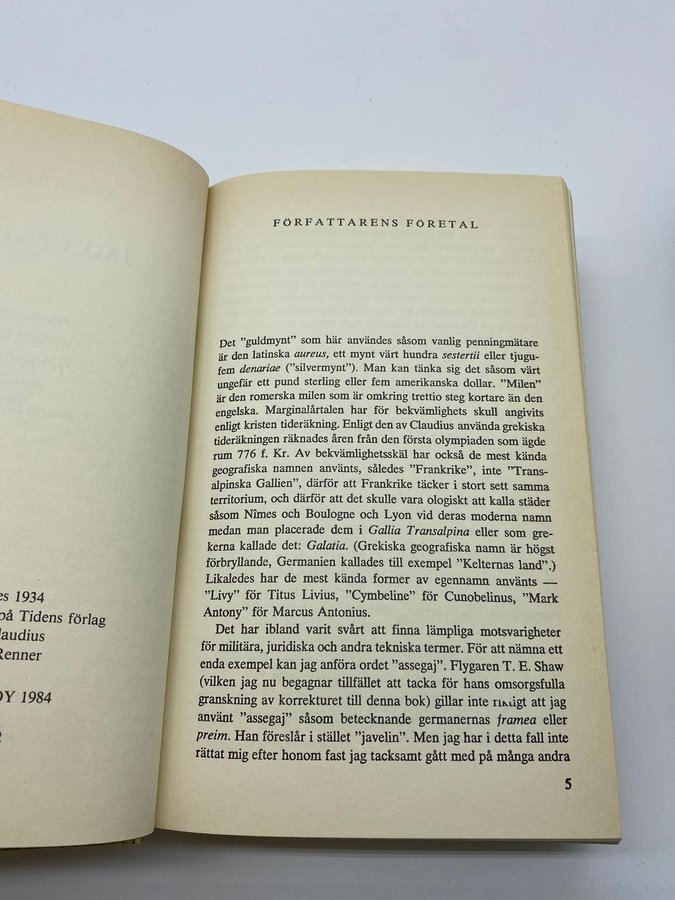 es 1934
på Tidens förlag
laudius
Renner
OY 1984
FÖRFATTARENS FÖRETAL
Det "guldmynt" som här användes såsom vanlig penningmätare
är den latinska aureus, ett mynt värt hundra sestertii eller tjugu-
fem denariae ("silvermynt"). Man kan tänka sig det såsom värt
ungefär ett pund sterling eller fem amerikanska dollar. "Milen"
är den romerska milen som är omkring trettio steg kortare än den
engelska. Marginalårtalen har för bekvämlighets skull angivits
enligt kristen tideräkning. Enligt den av Claudius använda grekiska
tideräkningen räknades åren från den första olympiaden som ägde
rum 776 f. Kr. Av bekvämlighetsskäl har också de mest kända
geografiska namnen använts, således "Frankrike", inte "Trans-
alpinska Gallien", därför att Frankrike täcker i stort sett samma
territorium, och därför att det skulle vara ologiskt att kalla städer
såsom Nîmes och Boulogne och Lyon vid deras moderna namn
medan man placerade dem i Gallia Transalpina eller som gre-
kerna kallade det: Galatia. (Grekiska geografiska namn är högst
förbryllande, Germanien kallades till exempel "Kelternas land".)
Likaledes har de mest kända former av egennamn använts —
"Livy" för Titus Livius, "Cymbeline" för Cunobelinus, "Mark
Antony" för Marcus Antonius.
Det har ibland varit svårt att finna lämpliga motsvarigheter
för militära, juridiska och andra tekniska termer. För att nämna ett
enda exempel kan jag anföra ordet "assegaj". Flygaren T. E. Shaw
(vilken jag nu begagnar tillfället att tacka för hans omsorgsfulla
granskning av korrekturet till denna bok) gillar inte riktigt att jag
använt "assegaj" såsom betecknande germanernas framea eller
preim. Han föreslår i stället "javelin". Men jag har i detta fall inte
rättat mig efter honom fast jag tacksamt gått med på många andra
5